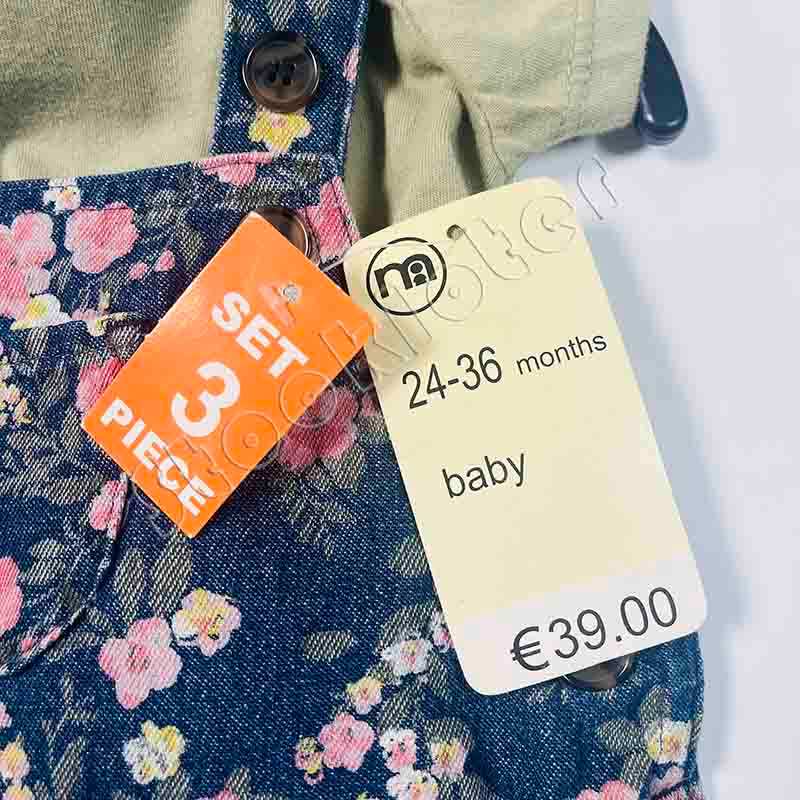 SET
3
PIECE
m
24-36 months
baby
€39.00